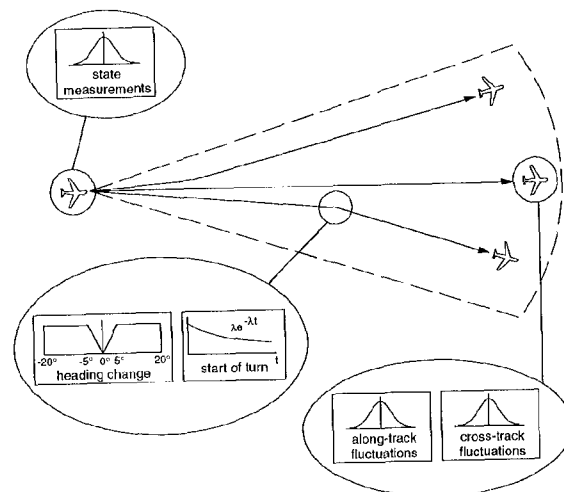 state
measurements
λe^-λt
-20° -5° 0° 5° 20°
t
heading change
start of turn
along-track
fluctuations
cross-track
fluctuations